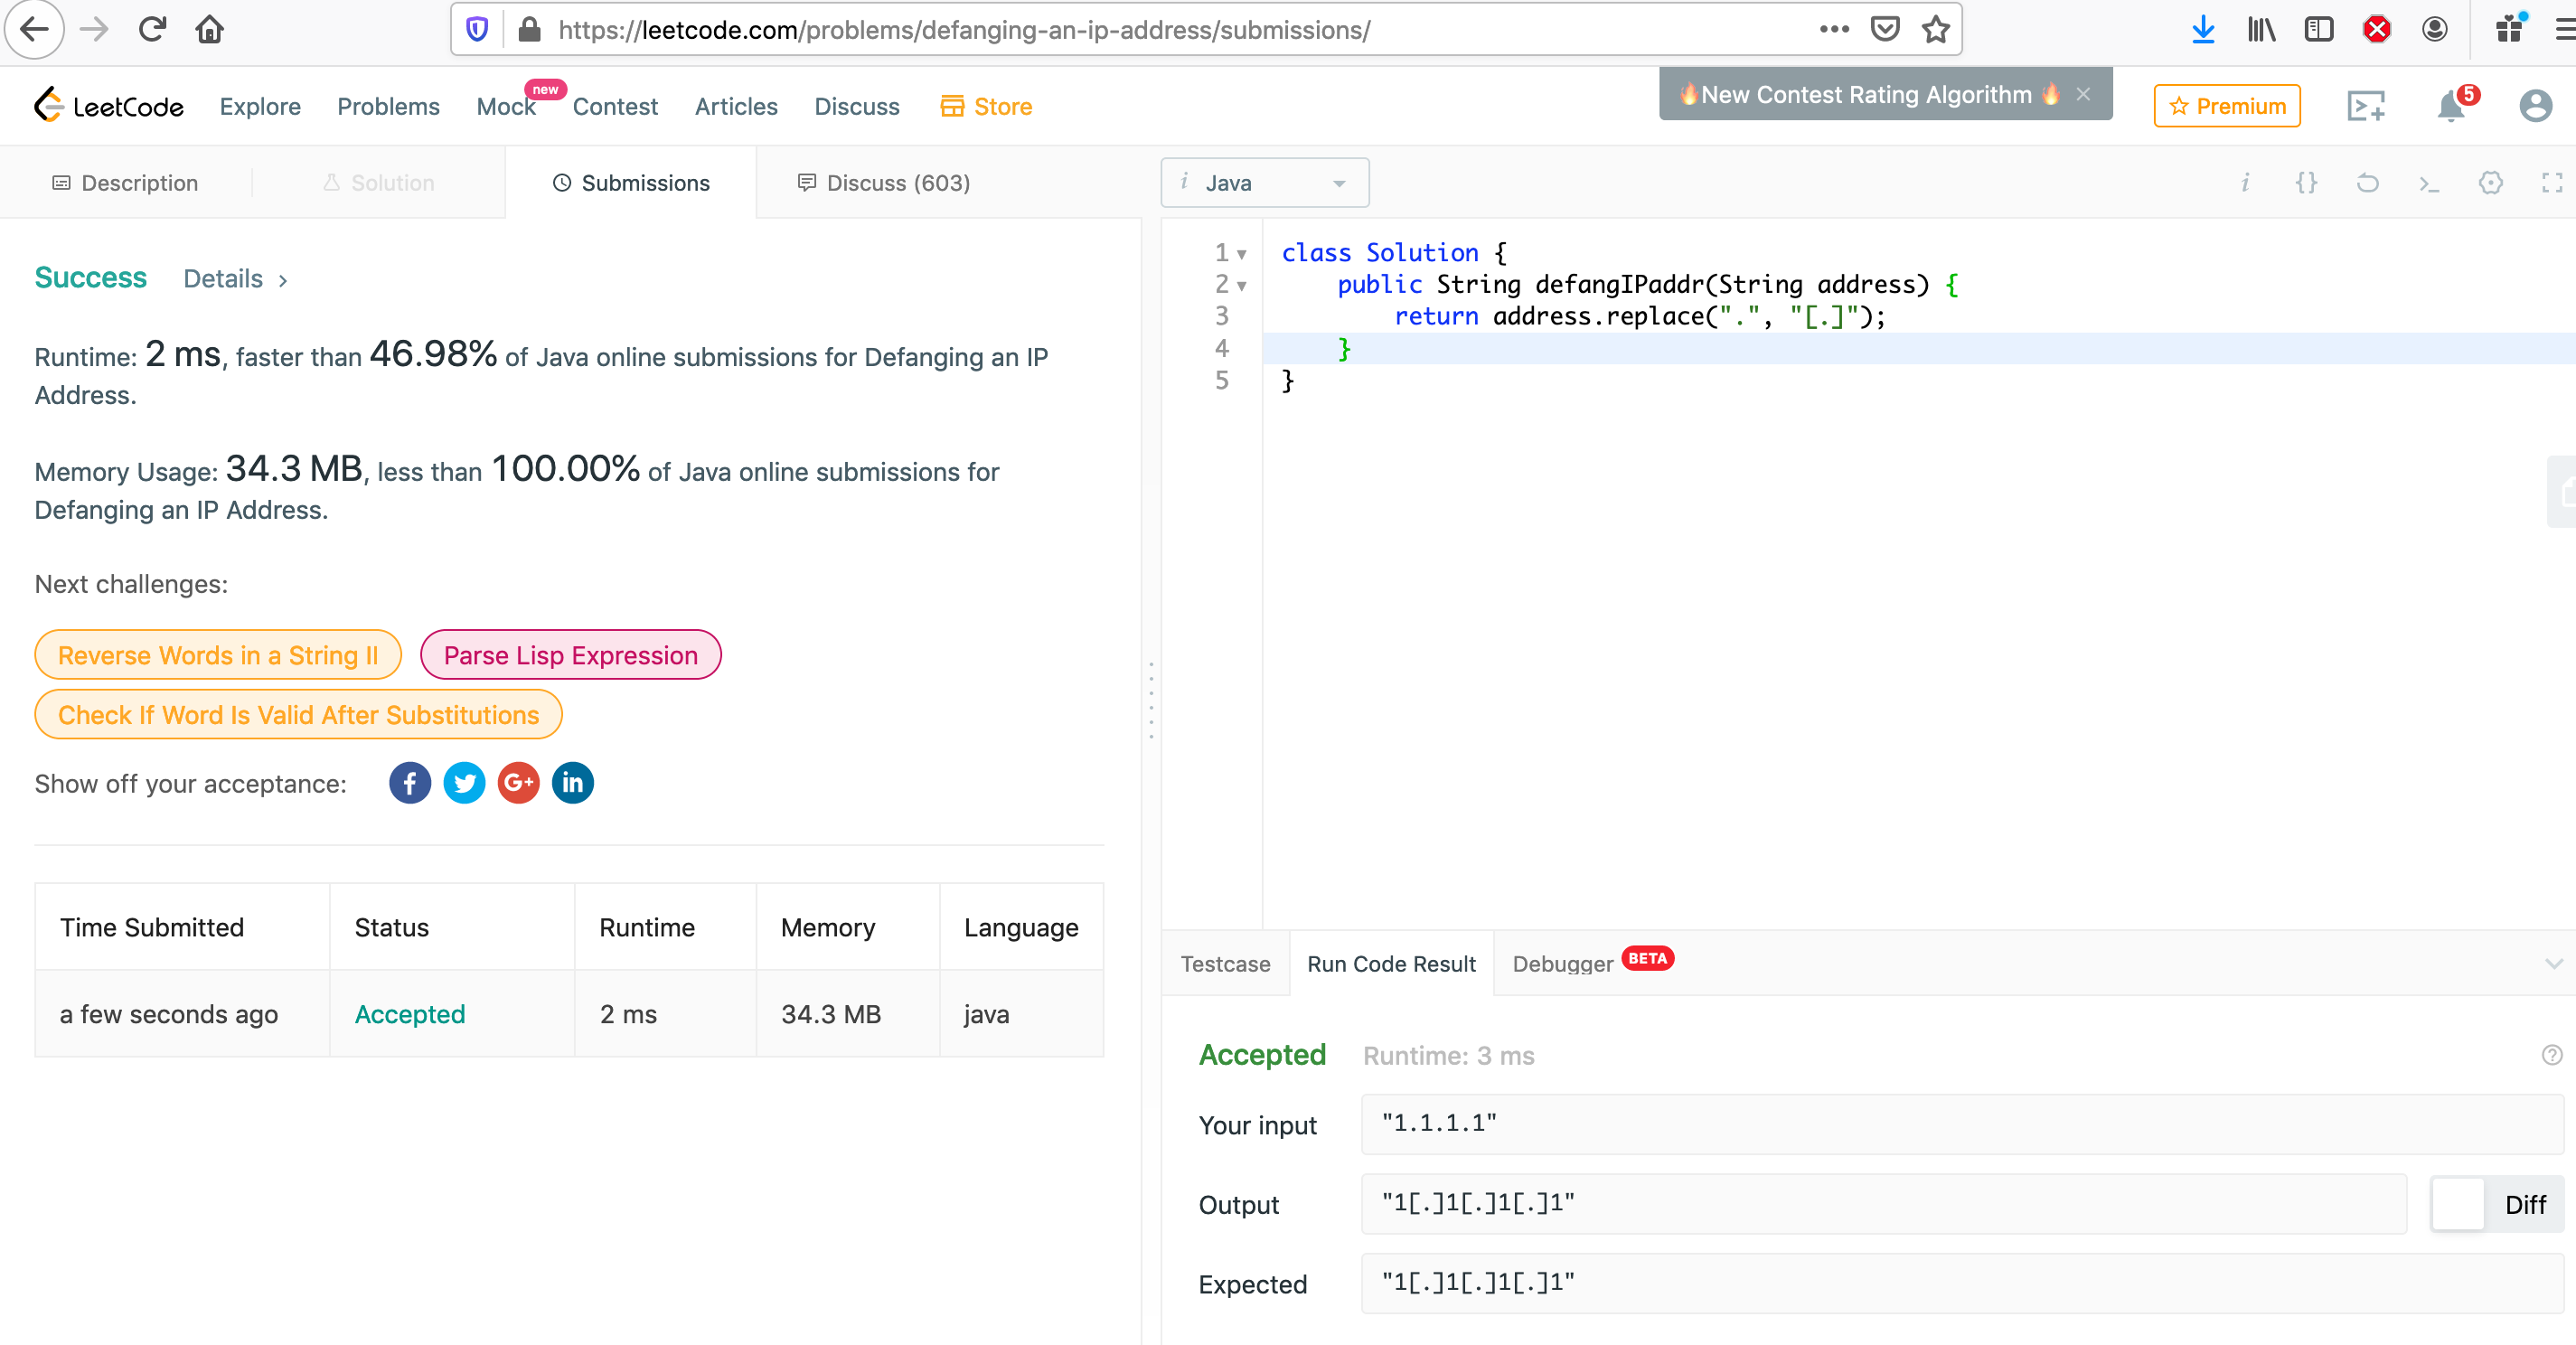 https://leetcode.com/problems/defanging-an-ip-address/submissions/
LeetCode Explore Problems Mock new Contest Articles Discuss Store 🔥New Contest Rating Algorithm 🔥 × Premium 5
Description Solution Submissions Discuss (603)
i Java
Success Details >
Runtime: 2 ms, faster than 46.98% of Java online submissions for Defanging an IP
Address.
Memory Usage: 34.3 MB, less than 100.00% of Java online submissions for
Defanging an IP Address.
Next challenges:
Reverse Words in a String II Parse Lisp Expression
Check If Word Is Valid After Substitutions
Show off your acceptance: f G+ in
Time Submitted Status Runtime Memory Language
a few seconds ago Accepted 2 ms 34.3 MB java
1 class Solution {
2 public String defangIPaddr(String address) {
3 return address.replace(".", "[.]");
4 }
5 }
Testcase Run Code Result Debugger BETA
Accepted Runtime: 3 ms
Your input "1.1.1.1"
Output "1[.]1[.]1[.]1" Diff
Expected "1[.]1[.]1[.]1"